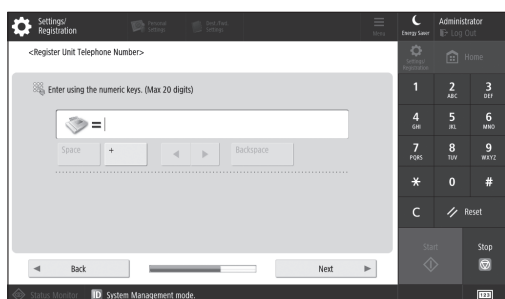 Settings/
Registration
Personal
Settings
Dest./Fwd.
Settings
Menu
Energy Saver
Administrator
Log Out
<Register Unit Telephone Number>
Settings/
Registration
Home
Enter using the numeric keys. (Max 20 digits)
=
Space
+
Backspace
1
2
ABC
3
DEF
4
GHI
5
JKL
6
MNO
7
PQRS
8
TUV
9
WXYZ
*
0
#
C
Reset
Start
Stop
Back
Next
Status Monitor
ID System Management mode.
123